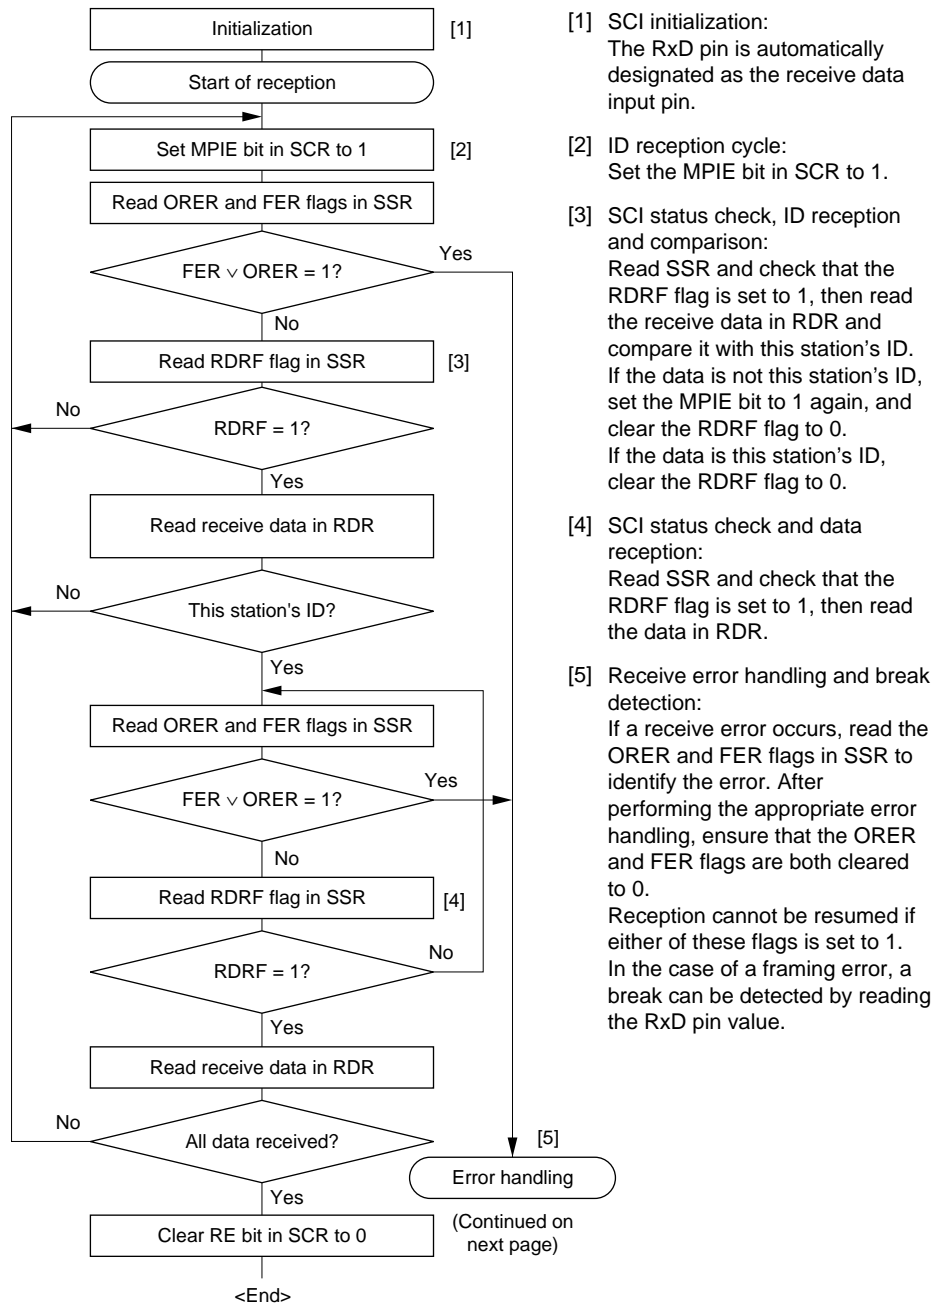 Initialization
[1]
Start of reception
Set MPIE bit in SCR to 1
[2]
Read ORER and FER flags in SSR
FER ∨ ORER = 1?
Yes
No
Read RDRF flag in SSR
[3]
RDRF = 1?
No
Yes
Read receive data in RDR
This station's ID?
No
Yes
Read ORER and FER flags in SSR
FER ∨ ORER = 1?
Yes
No
Read RDRF flag in SSR
[4]
RDRF = 1?
No
Yes
Read receive data in RDR
All data received?
No
Yes
[5]
Error handling
(Continued on
next page)
Clear RE bit in SCR to 0
<End>
[1] SCI initialization:
The RxD pin is automatically
designated as the receive data
input pin.
[2] ID reception cycle:
Set the MPIE bit in SCR to 1.
[3] SCI status check, ID reception
and comparison:
Read SSR and check that the
RDRF flag is set to 1, then read
the receive data in RDR and
compare it with this station’s ID.
If the data is not this station’s ID,
set the MPIE bit to 1 again, and
clear the RDRF flag to 0.
If the data is this station’s ID,
clear the RDRF flag to 0.
[4] SCI status check and data
reception:
Read SSR and check that the
RDRF flag is set to 1, then read
the data in RDR.
[5] Receive error handling and break
detection:
If a receive error occurs, read the
ORER and FER flags in SSR to
identify the error. After
performing the appropriate error
handling, ensure that the ORER
and FER flags are both cleared
to 0.
Reception cannot be resumed if
either of these flags is set to 1.
In the case of a framing error, a
break can be detected by reading
the RxD pin value.